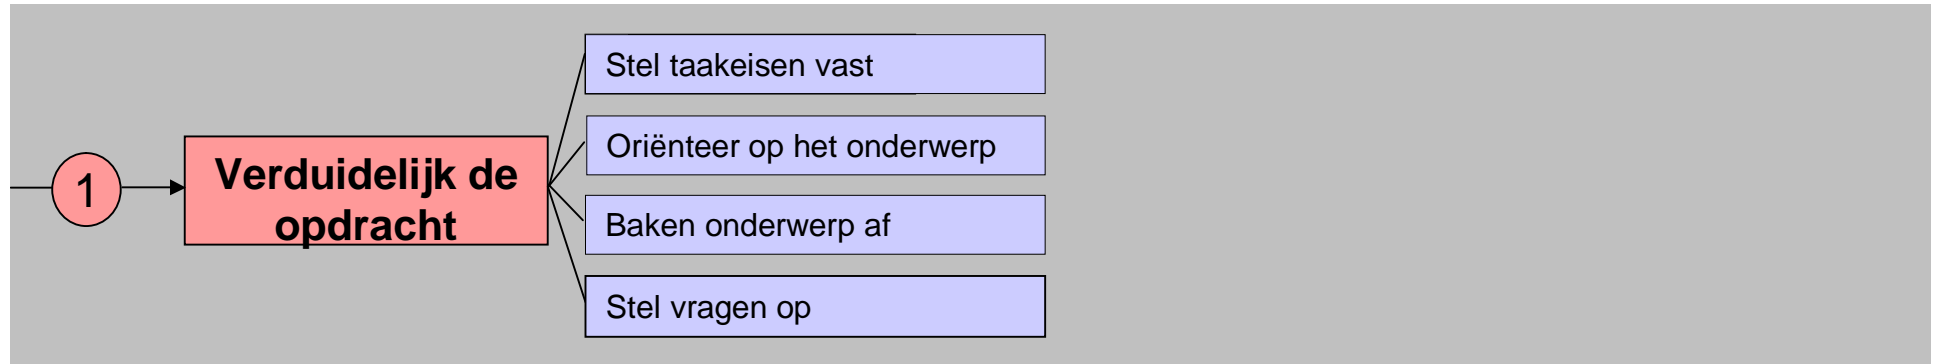 1
Verduidelijk de
opdracht
Stel taakeisen vast
Oriënteer op het onderwerp
Baken onderwerp af
Stel vragen op